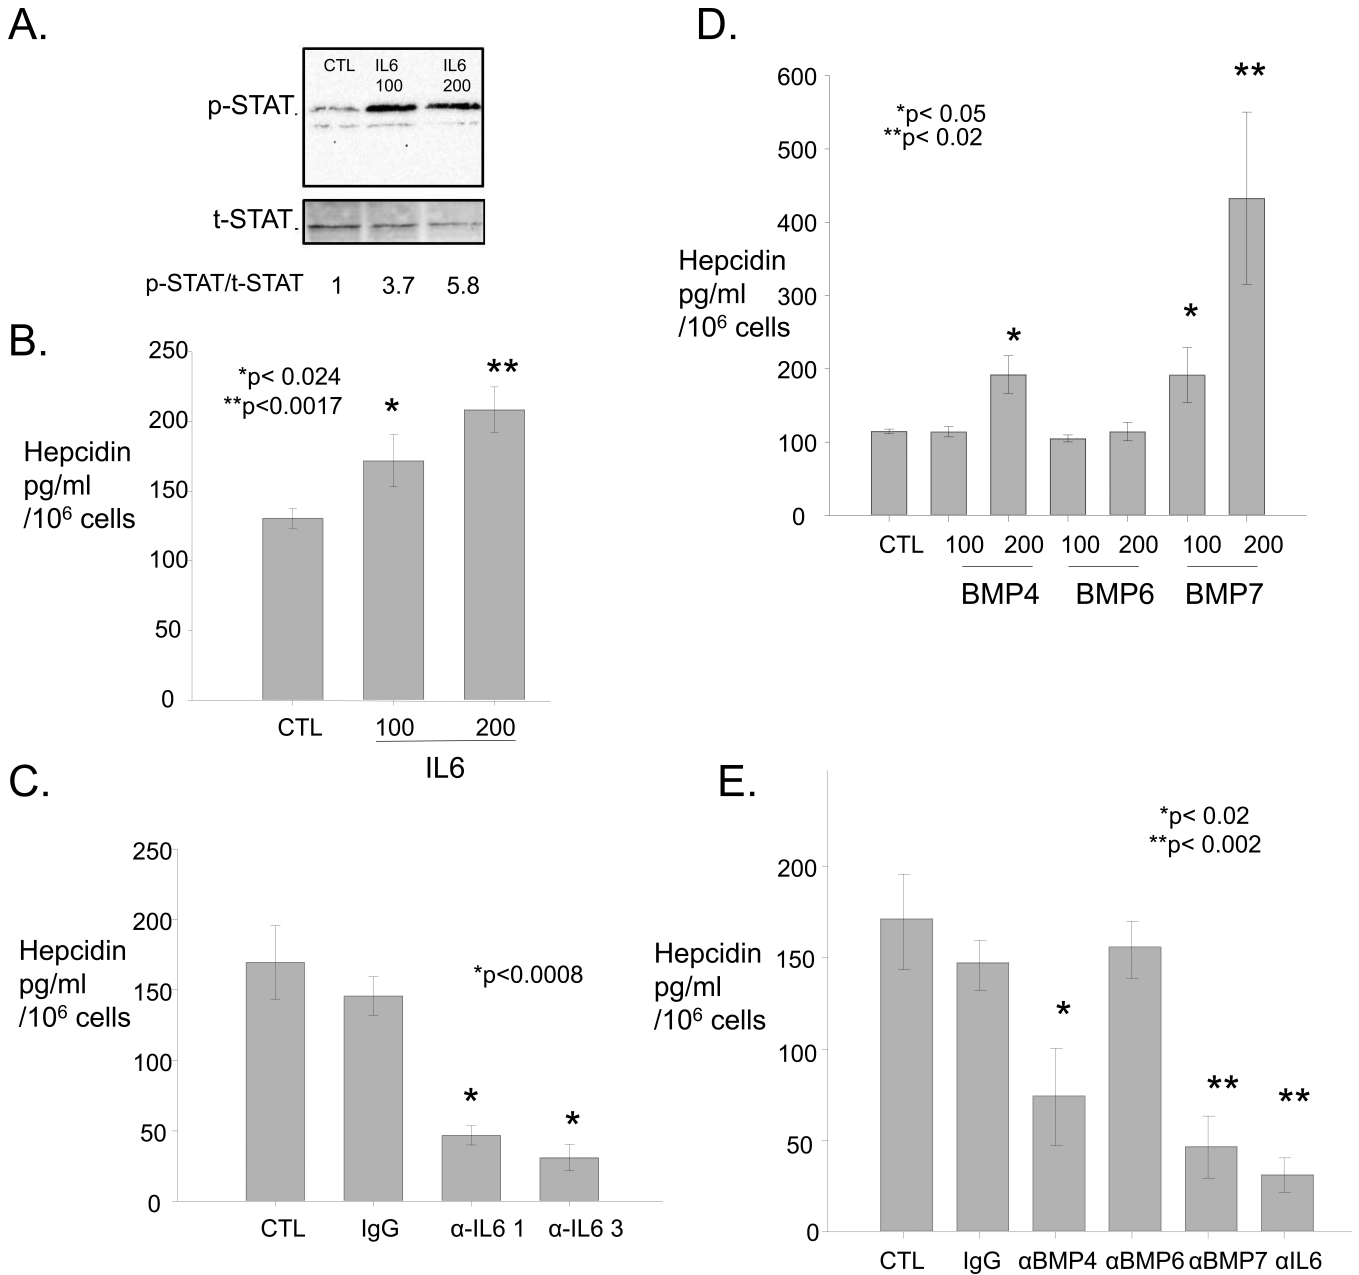 A.
CTL IL6 IL6
100 200
p-STAT.
t-STAT.
p-STAT/t-STAT 1 3.7 5.8
B.
250
200
150
100
50
0
*p< 0.024
**p<0.0017
* **
Hepcidin
pg/ml
/10⁶ cells
CTL 100 200
IL6
C.
250
200
150
100
50
0
Hepcidin
pg/ml
/10⁶ cells
*p<0.0008
* *
CTL IgG α-IL6 1 α-IL6 3
D.
600
500
400
300
200
100
0
*p< 0.05
**p< 0.02
Hepcidin
pg/ml
/10⁶ cells
* * **
CTL 100 200 100 200 100 200
BMP4 BMP6 BMP7
E.
200
150
100
50
0
*p< 0.02
**p< 0.002
Hepcidin
pg/ml
/10⁶ cells
* ** **
CTL IgG αBMP4 αBMP6 αBMP7 αIL6